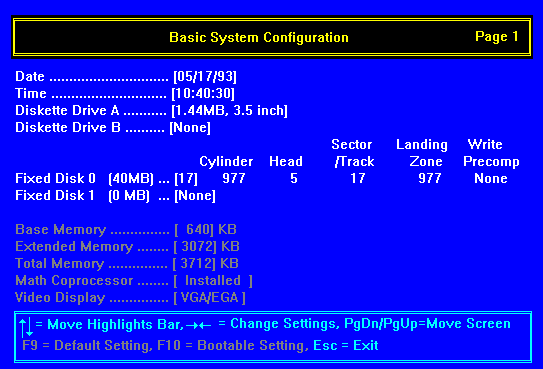 Basic System Configuration Page 1
Date .............................. [05/17/93]
Time ............................. [10:40:30]
Diskette Drive A ........... [1.44MB, 3.5 inch]
Diskette Drive B .......... [None]
Sector Landing Write
Cylinder Head /Track Zone Precomp
Fixed Disk 0 (40MB) ... [17] 977 5 17 977 None
Fixed Disk 1 (0 MB) ... [None]
Base Memory ................. [ 640] KB
Extended Memory ........ [ 3072] KB
Total Memory ............... [ 3712] KB
Math Coprocessor ........ [ Installed ]
Video Display ............... [ VGA/EGA ]
↑↓ = Move Highlights Bar, →← = Change Settings, PgDn/PgUp=Move Screen
F9 = Default Setting, F10 = Bootable Setting, Esc = Exit